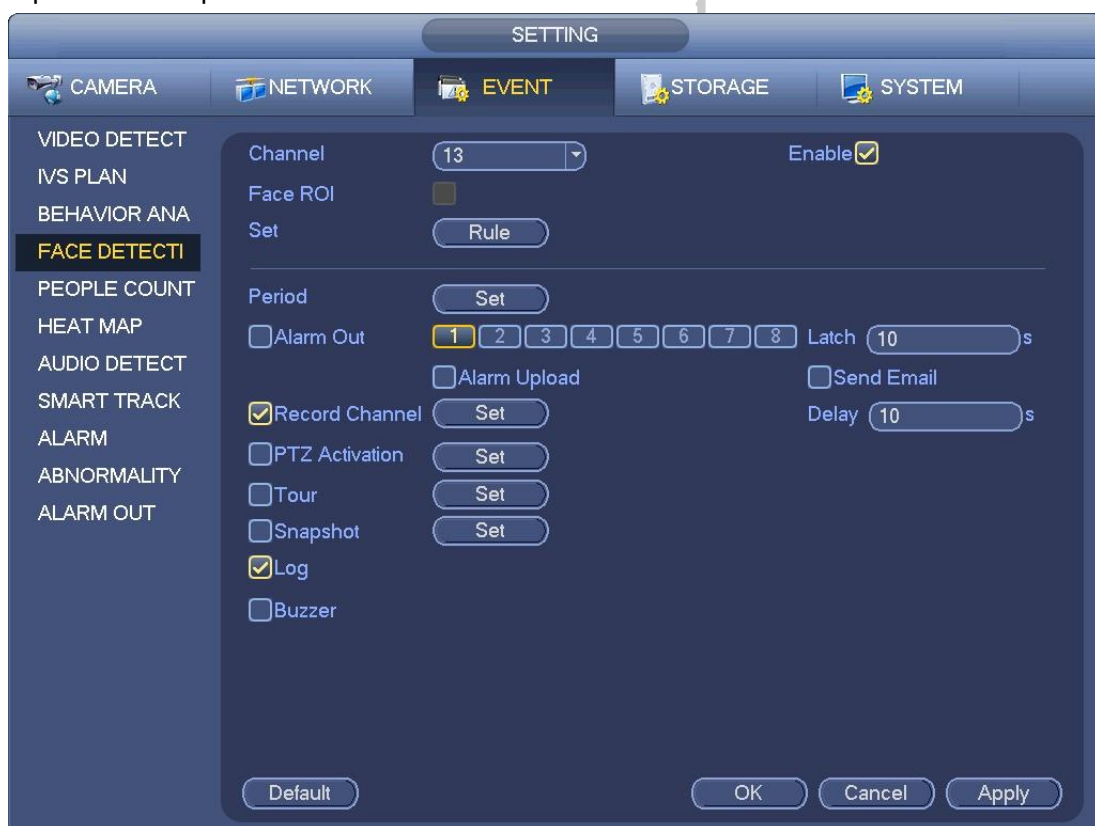 SETTING
CAMERA NETWORK EVENT STORAGE SYSTEM
VIDEO DETECT
IVS PLAN
BEHAVIOR ANA
FACE DETECTI
PEOPLE COUNT
HEAT MAP
AUDIO DETECT
SMART TRACK
ALARM
ABNORMALITY
ALARM OUT
Channel 13 Enable
Face ROI
Set Rule
Period Set
Alarm Out 1 2 3 4 5 6 7 8 Latch 10 s
Alarm Upload Send Email
Record Channel Set Delay 10 s
PTZ Activation Set
Tour Set
Snapshot Set
Log
Buzzer
Default OK Cancel Apply